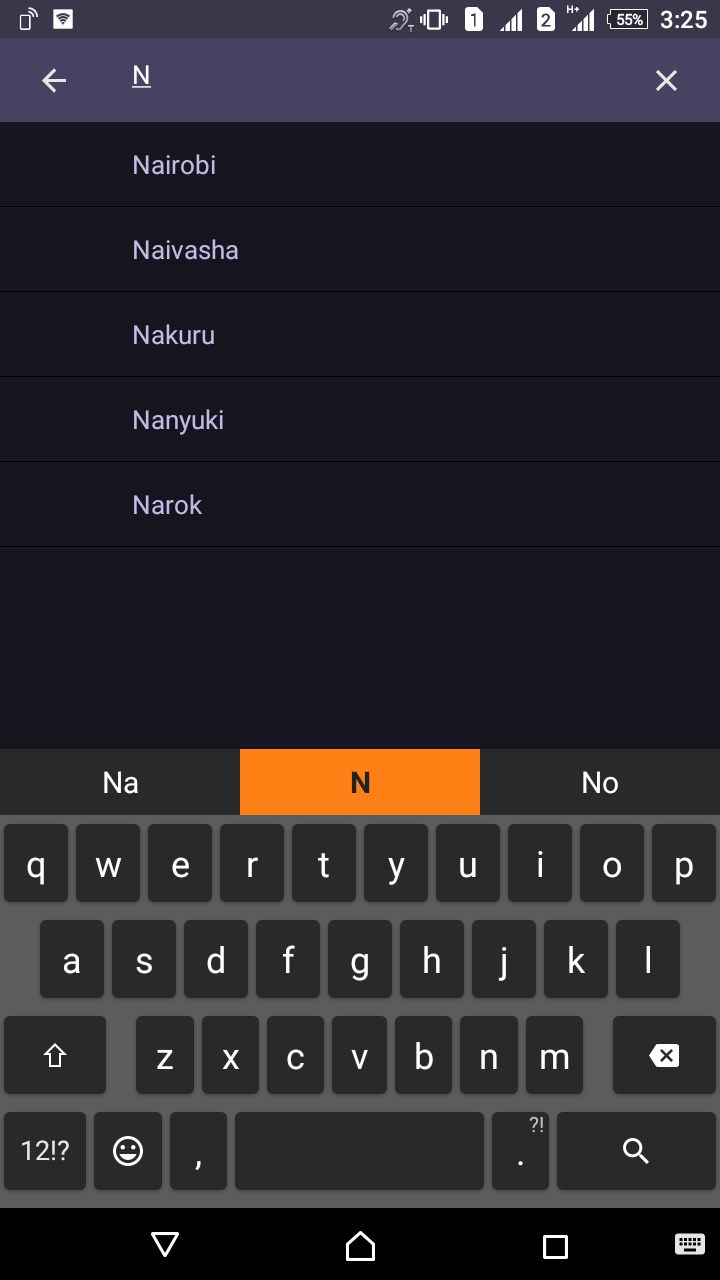 1 2 H+ 55% 3:25
N
Nairobi
Naivasha
Nakuru
Nanyuki
Narok
Na N No
q w e r t y u i o p
a s d f g h j k l
z x c v b n m
12!? , . ?!